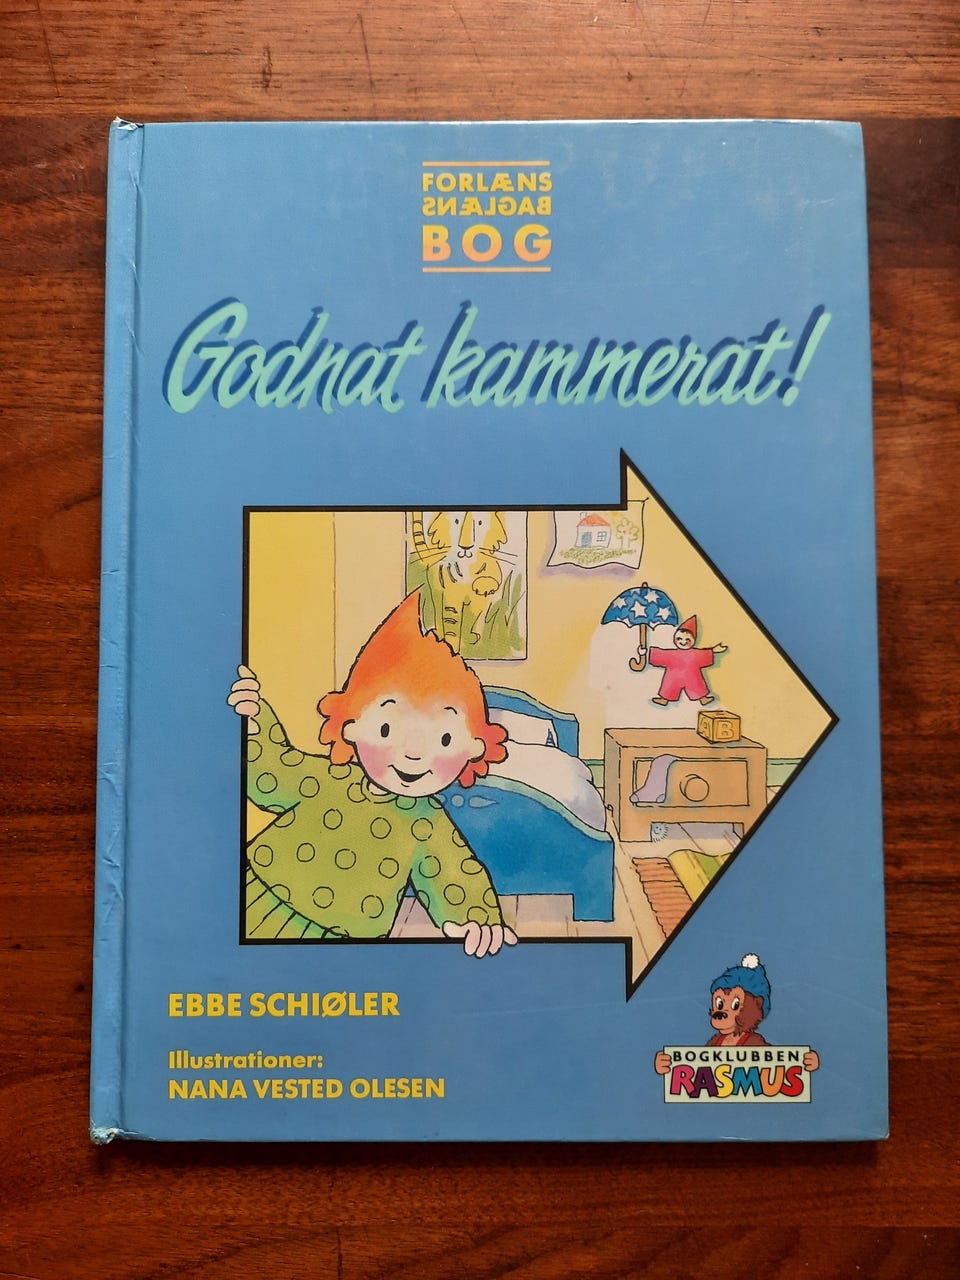 FORLÆNS
BAGLÆNS
BOG
Godnat kammerat!
A B
EBBE SCHIØLER
Illustrationer:
NANA VESTED OLESEN
BOGKLUBBEN
RASMUS